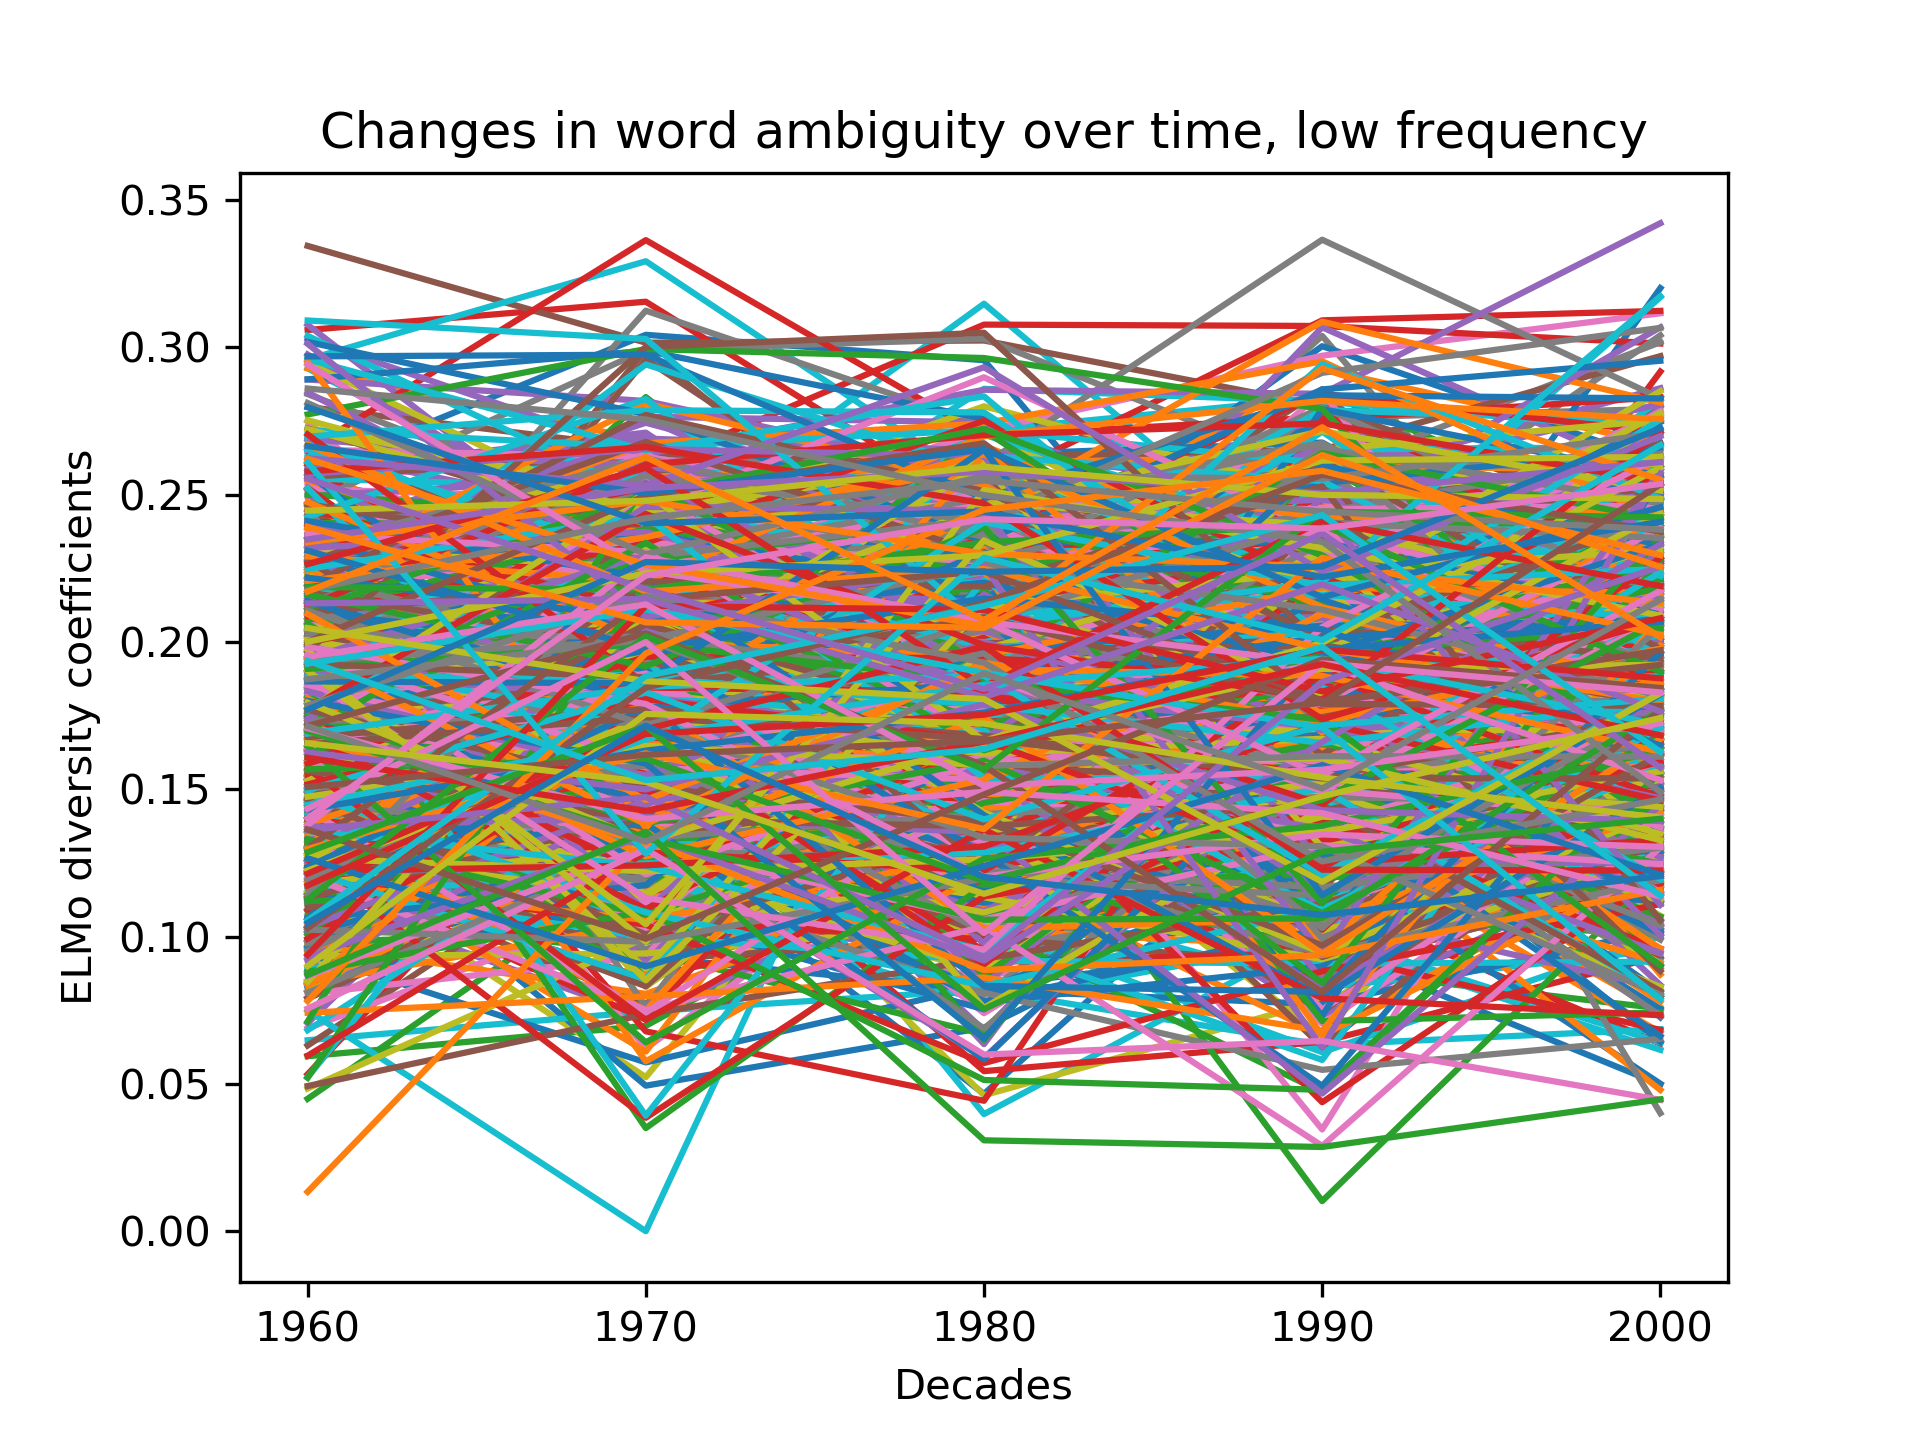 Changes in word ambiguity over time, low frequency
ELMo diversity coefficients
0.35
0.30
0.25
0.20
0.15
0.10
0.05
0.00
1960 1970 1980 1990 2000
Decades